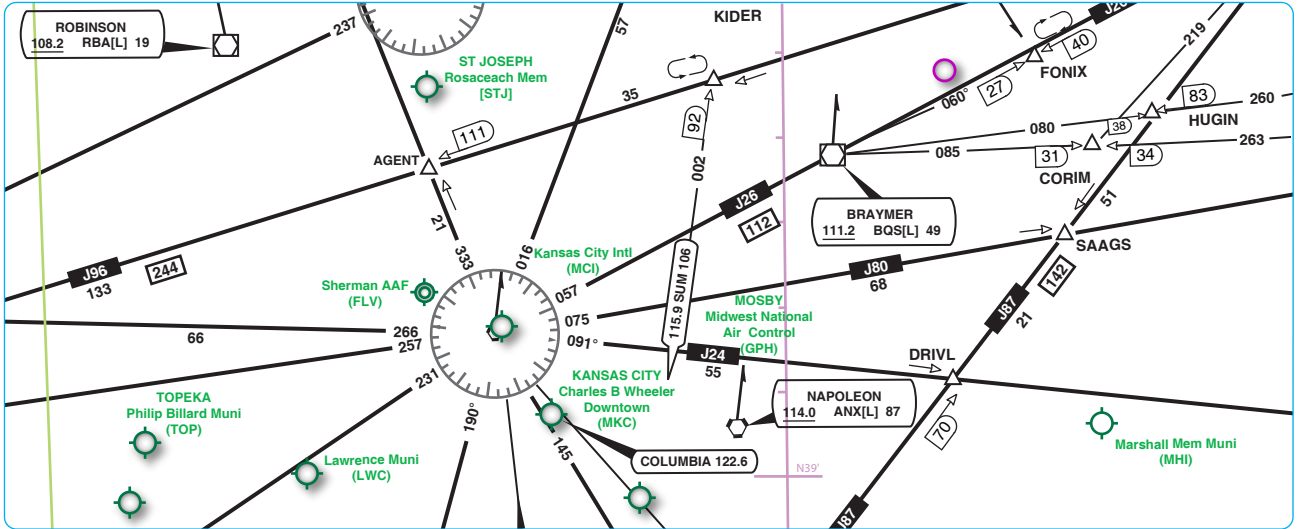 ROBINSON
108.2 RBA[L] 19
237
57
KIDER
J26
219
ST JOSEPH
Rosaceach Mem
[STJ]
40
FONIX
35
27
060°
83
260
HUGIN
111
92
080
38
AGENT
085
31
34
263
CORIM
002
51
J26
112
BRAYMER
111.2 BQS[L] 49
21
333
016
SAAGS
Kansas City Intl
(MCI)
J96
133
244
J80
68
142
115.9 SUM 106
Sherman AAF
(FLV)
057
075
MOSBY
Midwest National
Air Control
(GPH)
J87
21
66
266
257
091°
J24
55
DRIVL
231
KANSAS CITY
Charles B Wheeler
Downtown
(MKC)
TOPEKA
Philip Billard Muni
(TOP)
NAPOLEON
114.0 ANX[L] 87
190°
145
70
Marshall Mem Muni
(MHI)
Lawrence Muni
(LWC)
COLUMBIA 122.6
N39'
J87